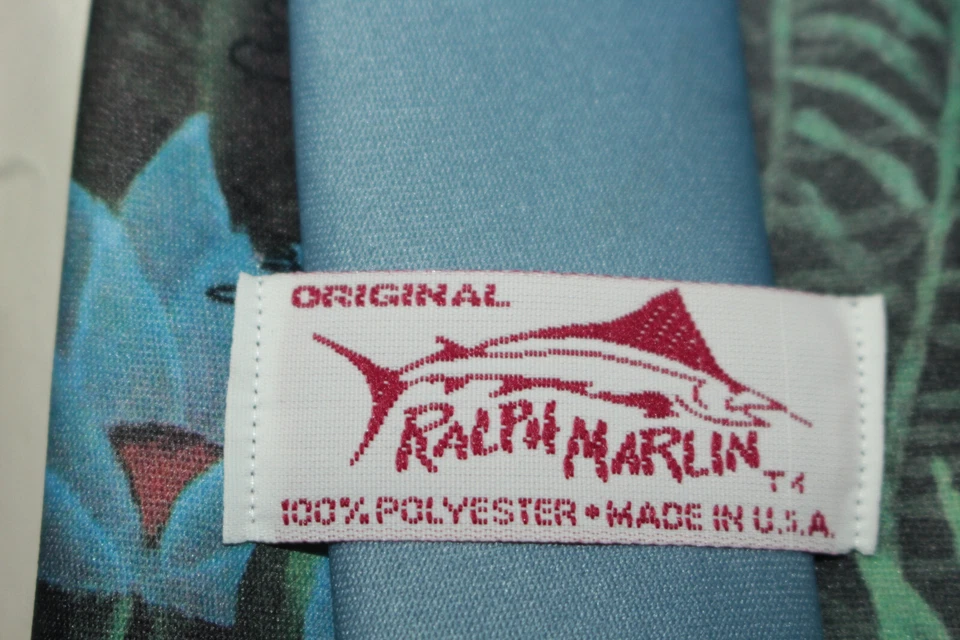 ORIGINAL
RALPH MARLIN TM
100% POLYESTER • MADE IN U.S.A.